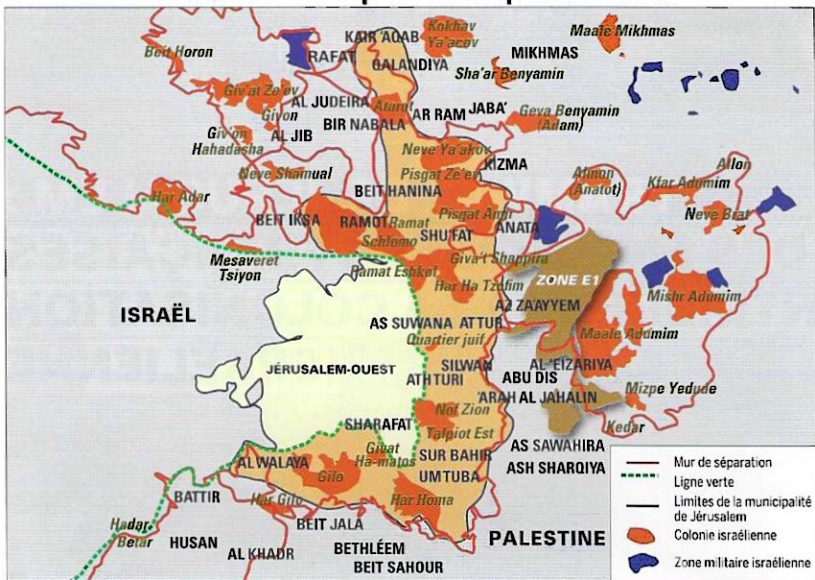 KAIR 'AQAB
Kokhav
Ya'acov
Maale Mikhmas
Beit Horon
RAFAT
QALANDIYA
MIKHMAS
Sha'ar Benyamin
Giv'at Ze'ev
Givon
AL JUDEIRA
Atarot
AR RAM
JABA'
Geva Benyamin
(Adam)
BIR NABALA
Giv'on
Hahadasha
AL JIB
Neve Ya'akov
KIZMA
Neve Shamual
Pisgat Ze'ev
Almon
(Anatot)
Allon
Kfar Adumim
BEIT HANINA
Har Adar
Pisgat Amir
Neve Brat
BEIT IKSA
RAMOT
Ramat
Schlomo
SHU'FAT
ANATA
Mesaveret
Tsiyon
Ramat Eshkol
Giva't Shappira
ZONE E1
Har Ha Tzofim
Mishr Adumim
AZ ZA'AYYEM
ISRAËL
AS SUWANA
ATTUR
Maale Adumim
Quartier juif
JÉRUSALEM-OUEST
SILWAN
AL-'EIZARIYA
ATH TURI
ABU DIS
'ARAH AL JAHALIN
Mizpe Yedude
Nof Zion
Kedar
SHARAFAT
Talpiot Est
AS SAWAHIRA
ASH SHARQIYA
Givat
Ha-matos
SUR BAHIR
AL WALAYA
Gilo
UMTUBA
BATTIR
Har Gilo
Har Homa
Hadar
Betar
BEIT JALA
PALESTINE
HUSAN
AL KHADR
BETHLÉEM
BEIT SAHOUR
Mur de séparation
Ligne verte
Limites de la municipalité
de Jérusalem
Colonie israélienne
Zone militaire israélienne